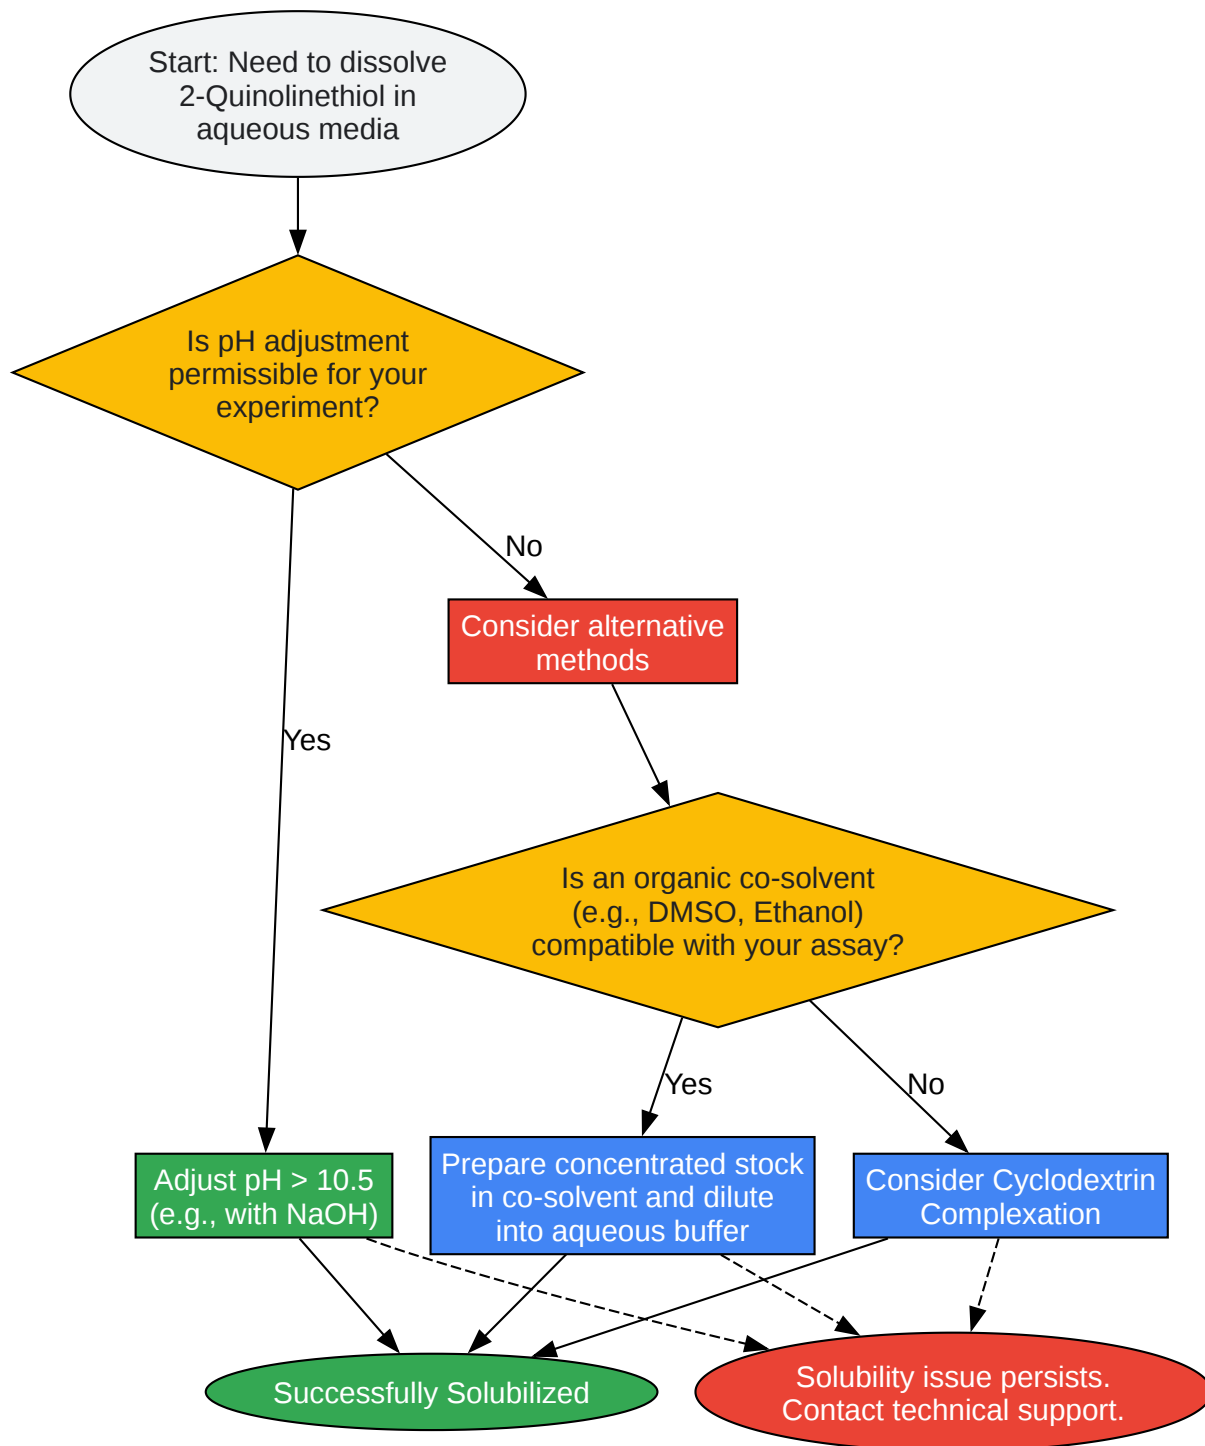 Start: Need to dissolve
2-Quinolinethiol in
aqueous media
Is pH adjustment
permissible for your
experiment?
No
Consider alternative
methods
Yes
Is an organic co-solvent
(e.g., DMSO, Ethanol)
compatible with your assay?
Yes
No
Adjust pH > 10.5
(e.g., with NaOH)
Prepare concentrated stock
in co-solvent and dilute
into aqueous buffer
Consider Cyclodextrin
Complexation
Successfully Solubilized
Solubility issue persists.
Contact technical support.